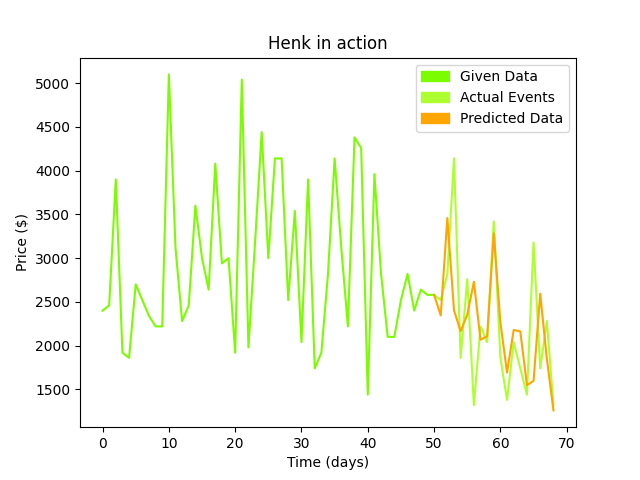 Henk in action
Given Data
Actual Events
Predicted Data
Price ($)
5000
4500
4000
3500
3000
2500
2000
1500
0 10 20 30 40 50 60 70
Time (days)